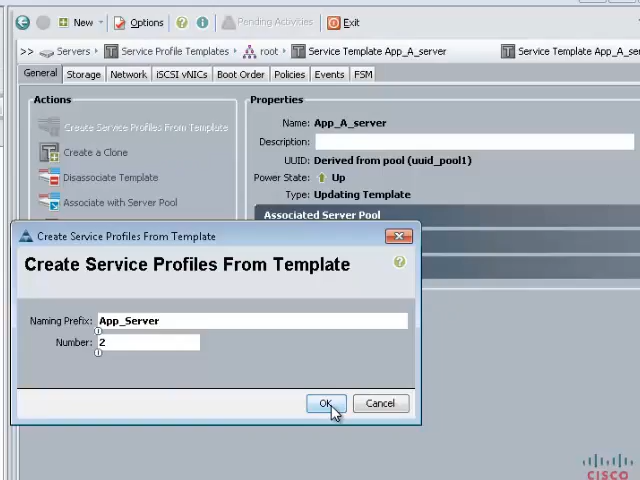 New Options Pending Activities Exit
>> Servers Service Profile Templates root Service Template App_A_server Service Template App_A_ser
General Storage Network iSCSI vNICs Boot Order Policies Events FSM
Actions
Create Service Profiles From Template
Create a Clone
Disassociate Template
Associate with Server Pool
Properties
Name: App_A_server
Description:
UUID: Derived from pool (uuid_pool1)
Power State: Up
Type: Updating Template
Associated Server Pool
Create Service Profiles From Template
Create Service Profiles From Template
Naming Prefix: App_Server
Number: 2
OK Cancel
CISCO